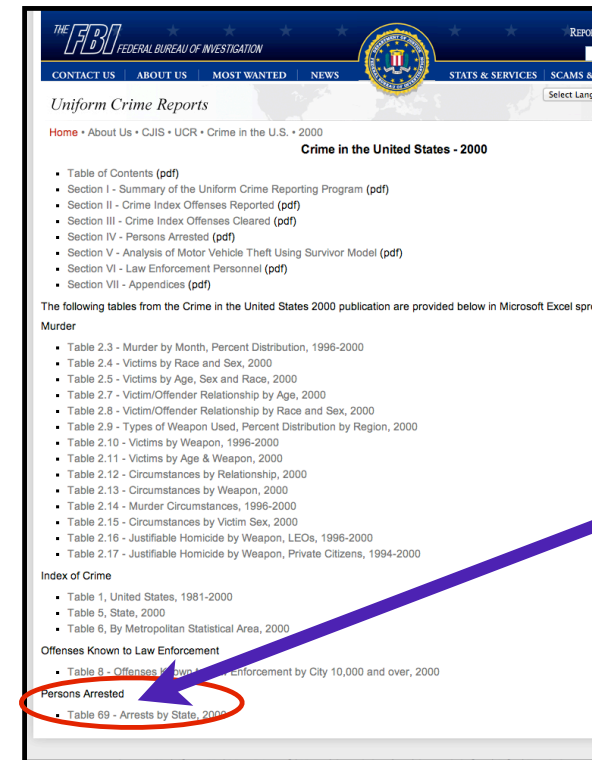 THE FBI FEDERAL BUREAU OF INVESTIGATION
REPO
CONTACT US | ABOUT US | MOST WANTED | NEWS | STATS & SERVICES | SCAMS &
Uniform Crime Reports
Select Lang
Home • About Us • CJIS • UCR • Crime in the U.S. • 2000
Crime in the United States - 2000
Table of Contents (pdf)
Section I - Summary of the Uniform Crime Reporting Program (pdf)
Section II - Crime Index Offenses Reported (pdf)
Section III - Crime Index Offenses Cleared (pdf)
Section IV - Persons Arrested (pdf)
Section V - Analysis of Motor Vehicle Theft Using Survivor Model (pdf)
Section VI - Law Enforcement Personnel (pdf)
Section VII - Appendices (pdf)
The following tables from the Crime in the United States 2000 publication are provided below in Microsoft Excel spre
Murder
Table 2.3 - Murder by Month, Percent Distribution, 1996-2000
Table 2.4 - Victims by Race and Sex, 2000
Table 2.5 - Victims by Age, Sex and Race, 2000
Table 2.7 - Victim/Offender Relationship by Age, 2000
Table 2.8 - Victim/Offender Relationship by Race and Sex, 2000
Table 2.9 - Types of Weapon Used, Percent Distribution by Region, 2000
Table 2.10 - Victims by Weapon, 1996-2000
Table 2.11 - Victims by Age & Weapon, 2000
Table 2.12 - Circumstances by Relationship, 2000
Table 2.13 - Circumstances by Weapon, 2000
Table 2.14 - Murder Circumstances, 1996-2000
Table 2.15 - Circumstances by Victim Sex, 2000
Table 2.16 - Justifiable Homicide by Weapon, LEOs, 1996-2000
Table 2.17 - Justifiable Homicide by Weapon, Private Citizens, 1994-2000
Index of Crime
Table 1, United States, 1981-2000
Table 5, State, 2000
Table 6, By Metropolitan Statistical Area, 2000
Offenses Known to Law Enforcement
Table 8 - Offenses Known Enforcement by City 10,000 and over, 2000
Persons Arrested
Table 69 - Arrests by State, 2000